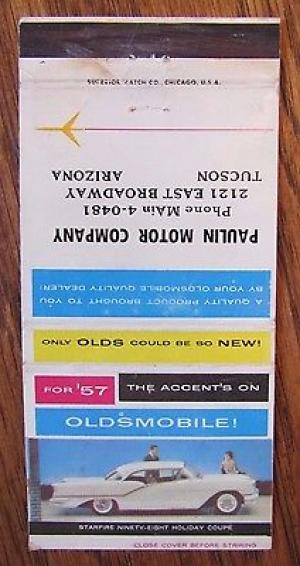 SUPERIOR MATCH CO., CHICAGO, U.S.A.
TUCSON ARIZONA
2121 EAST BROADWAY
Phone MAin 4-0481
PAULIN MOTOR COMPANY
A QUALITY PRODUCT BROUGHT TO YOU
BY YOUR OLDSMOBILE QUALITY DEALER!
ONLY OLDS COULD BE SO NEW!
FOR '57 THE ACCENT'S ON
OLDSMOBILE!
STARFIRE NINETY-EIGHT HOLIDAY COUPÉ
CLOSE COVER BEFORE STRIKING